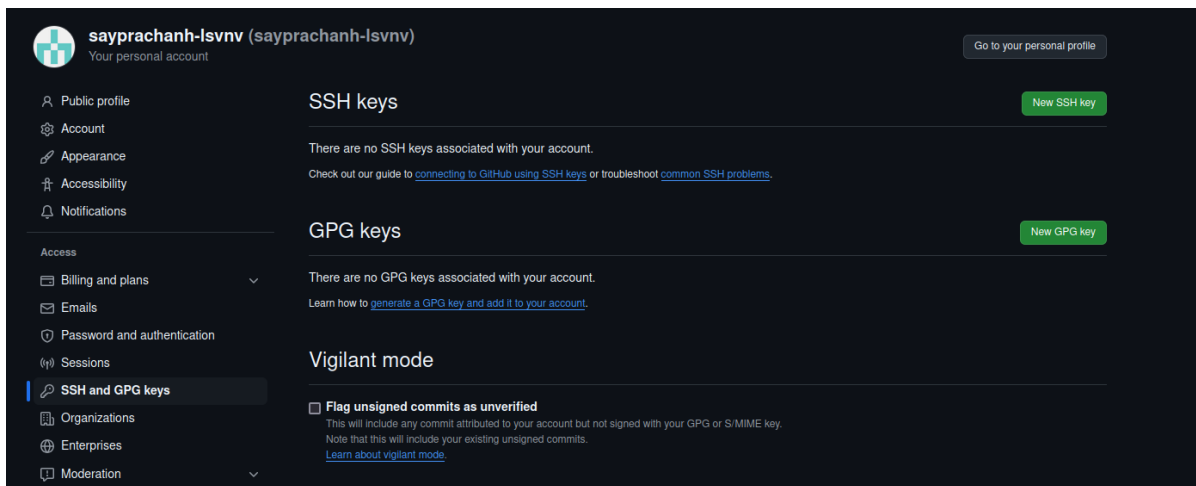 sayprachanh-lsvnv (sayprachanh-lsvnv)
Your personal account
Go to your personal profile
Public profile
Account
Appearance
Accessibility
Notifications
Access
Billing and plans
Emails
Password and authentication
Sessions
SSH and GPG keys
Organizations
Enterprises
Moderation
SSH keys
New SSH key
There are no SSH keys associated with your account.
Check out our guide to connecting to GitHub using SSH keys or troubleshoot common SSH problems.
GPG keys
New GPG key
There are no GPG keys associated with your account.
Learn how to generate a GPG key and add it to your account.
Vigilant mode
Flag unsigned commits as unverified
This will include any commit attributed to your account but not signed with your GPG or S/MIME key.
Note that this will include your existing unsigned commits.
Learn about vigilant mode.